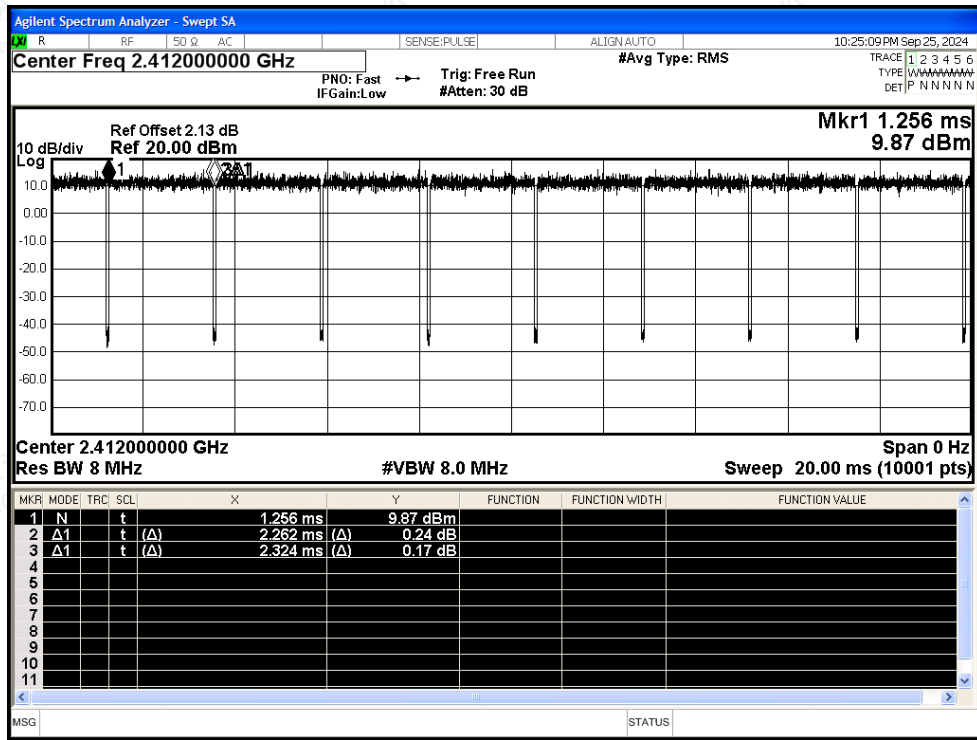 Agilent Spectrum Analyzer - Swept SA
LXI R RF 50 Ω AC SENSE:PULSE ALIGN AUTO 10:25:09 PM Sep 25, 2024
Center Freq 2.412000000 GHz
#Avg Type: RMS
TRACE 1 2 3 4 5 6
TYPE
DET P N N N N N
PNO: Fast
IFGain:Low
Trig: Free Run
#Atten: 30 dB
Mkr1 1.256 ms
9.87 dBm
Ref Offset 2.13 dB
10 dB/div Ref 20.00 dBm
Log
1
10.0
0.00
-10.0
-20.0
-30.0
-40.0
-50.0
-60.0
-70.0
Center 2.412000000 GHz Span 0 Hz
Res BW 8 MHz #VBW 8.0 MHz Sweep 20.00 ms (10001 pts)
MKR MODE TRC SCL X Y FUNCTION FUNCTION WIDTH FUNCTION VALUE
1 N t 1.256 ms 9.87 dBm
2 Δ1 t (Δ) 2.262 ms (Δ) 0.24 dB
3 Δ1 t (Δ) 2.324 ms (Δ) 0.17 dB
4
5
6
7
8
9
10
11
MSG STATUS